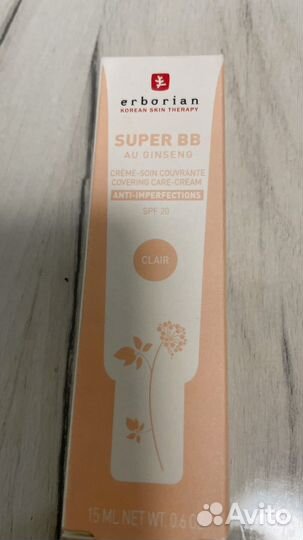 erborian
KOREAN SKIN THERAPY
SUPER BB
AU GINSENG
CRÈME-SOIN COUVRANTE
COVERING CARE-CREAM
ANTI-IMPERFECTIONS
SPF 20
CLAIR
15 ML NET WT. 0.6
Avito